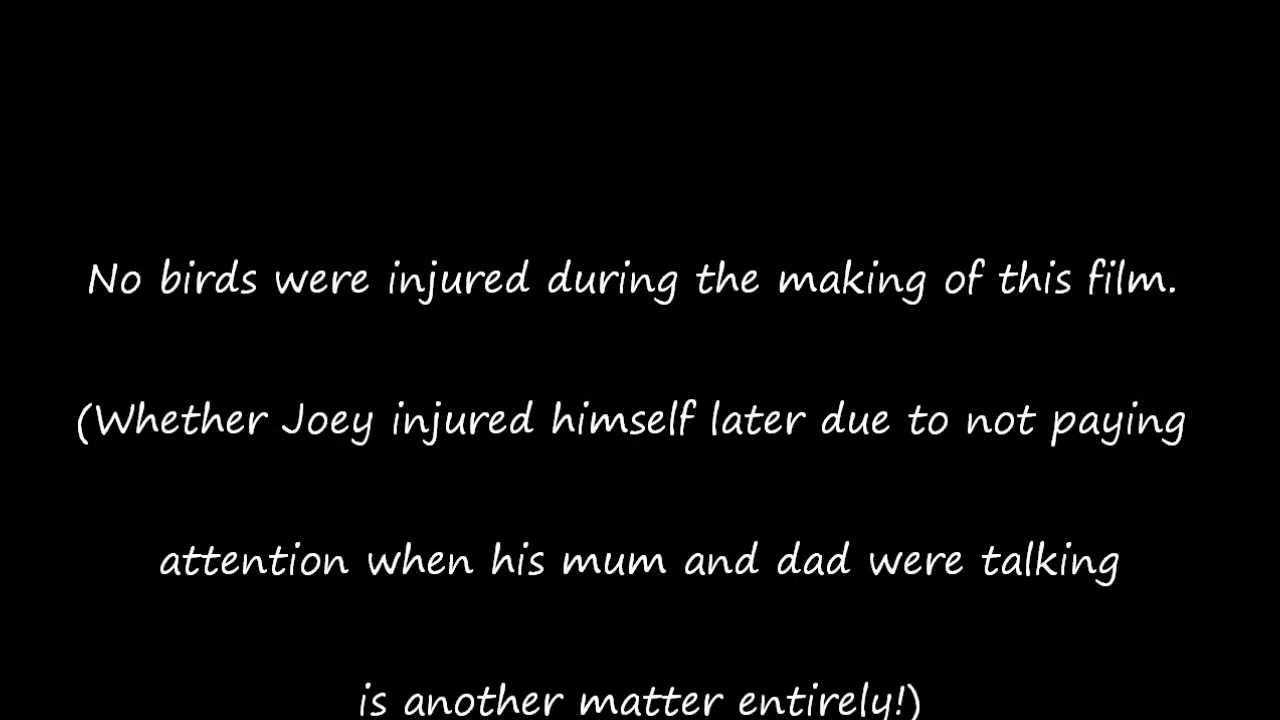 No birds were injured during the making of this film.
(Whether Joey injured himself later due to not paying
attention when his mum and dad were talking
is another matter entirely!)